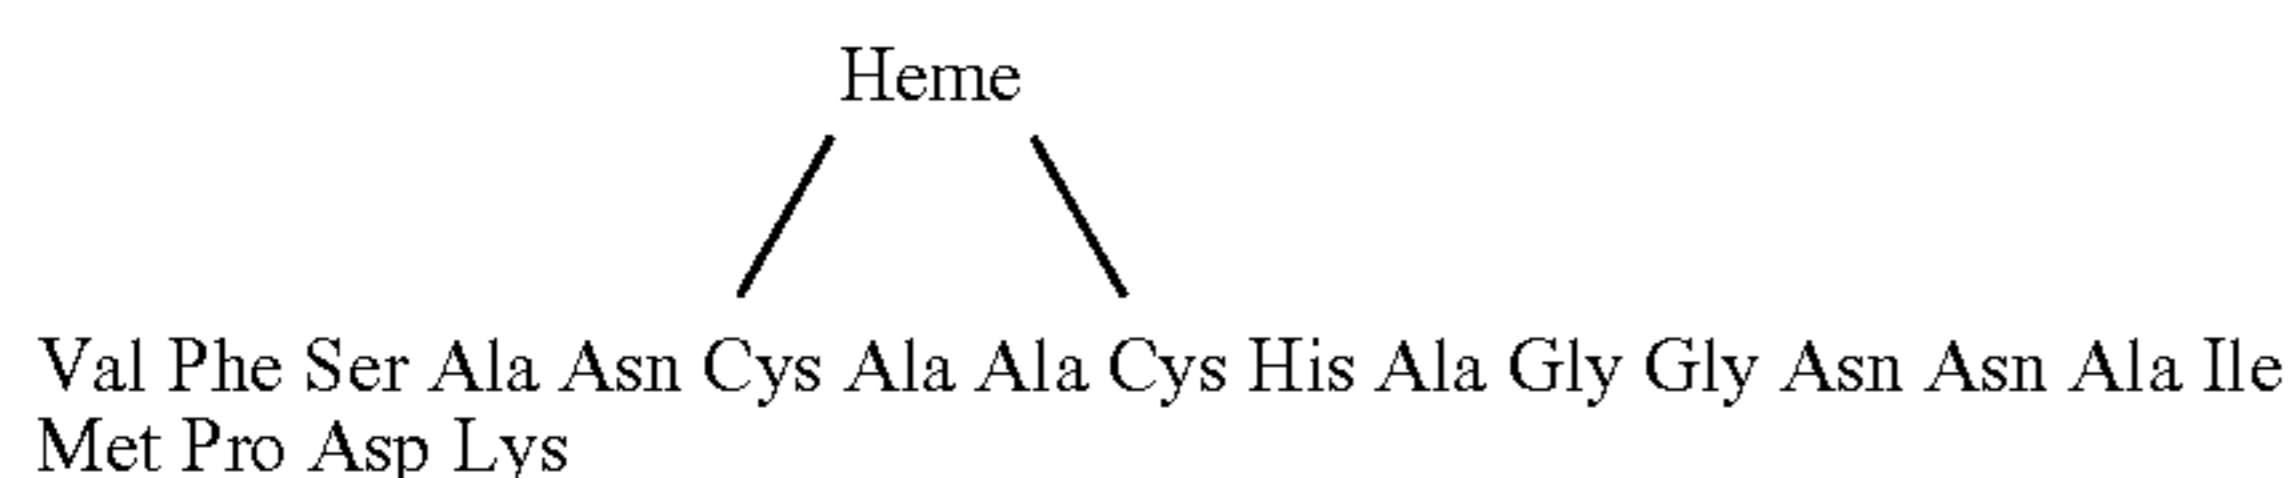 Heme
Val Phe Ser Ala Asn Cys Ala Ala Cys His Ala Gly Gly Asn Asn Ala Ile
Met Pro Asp Lys